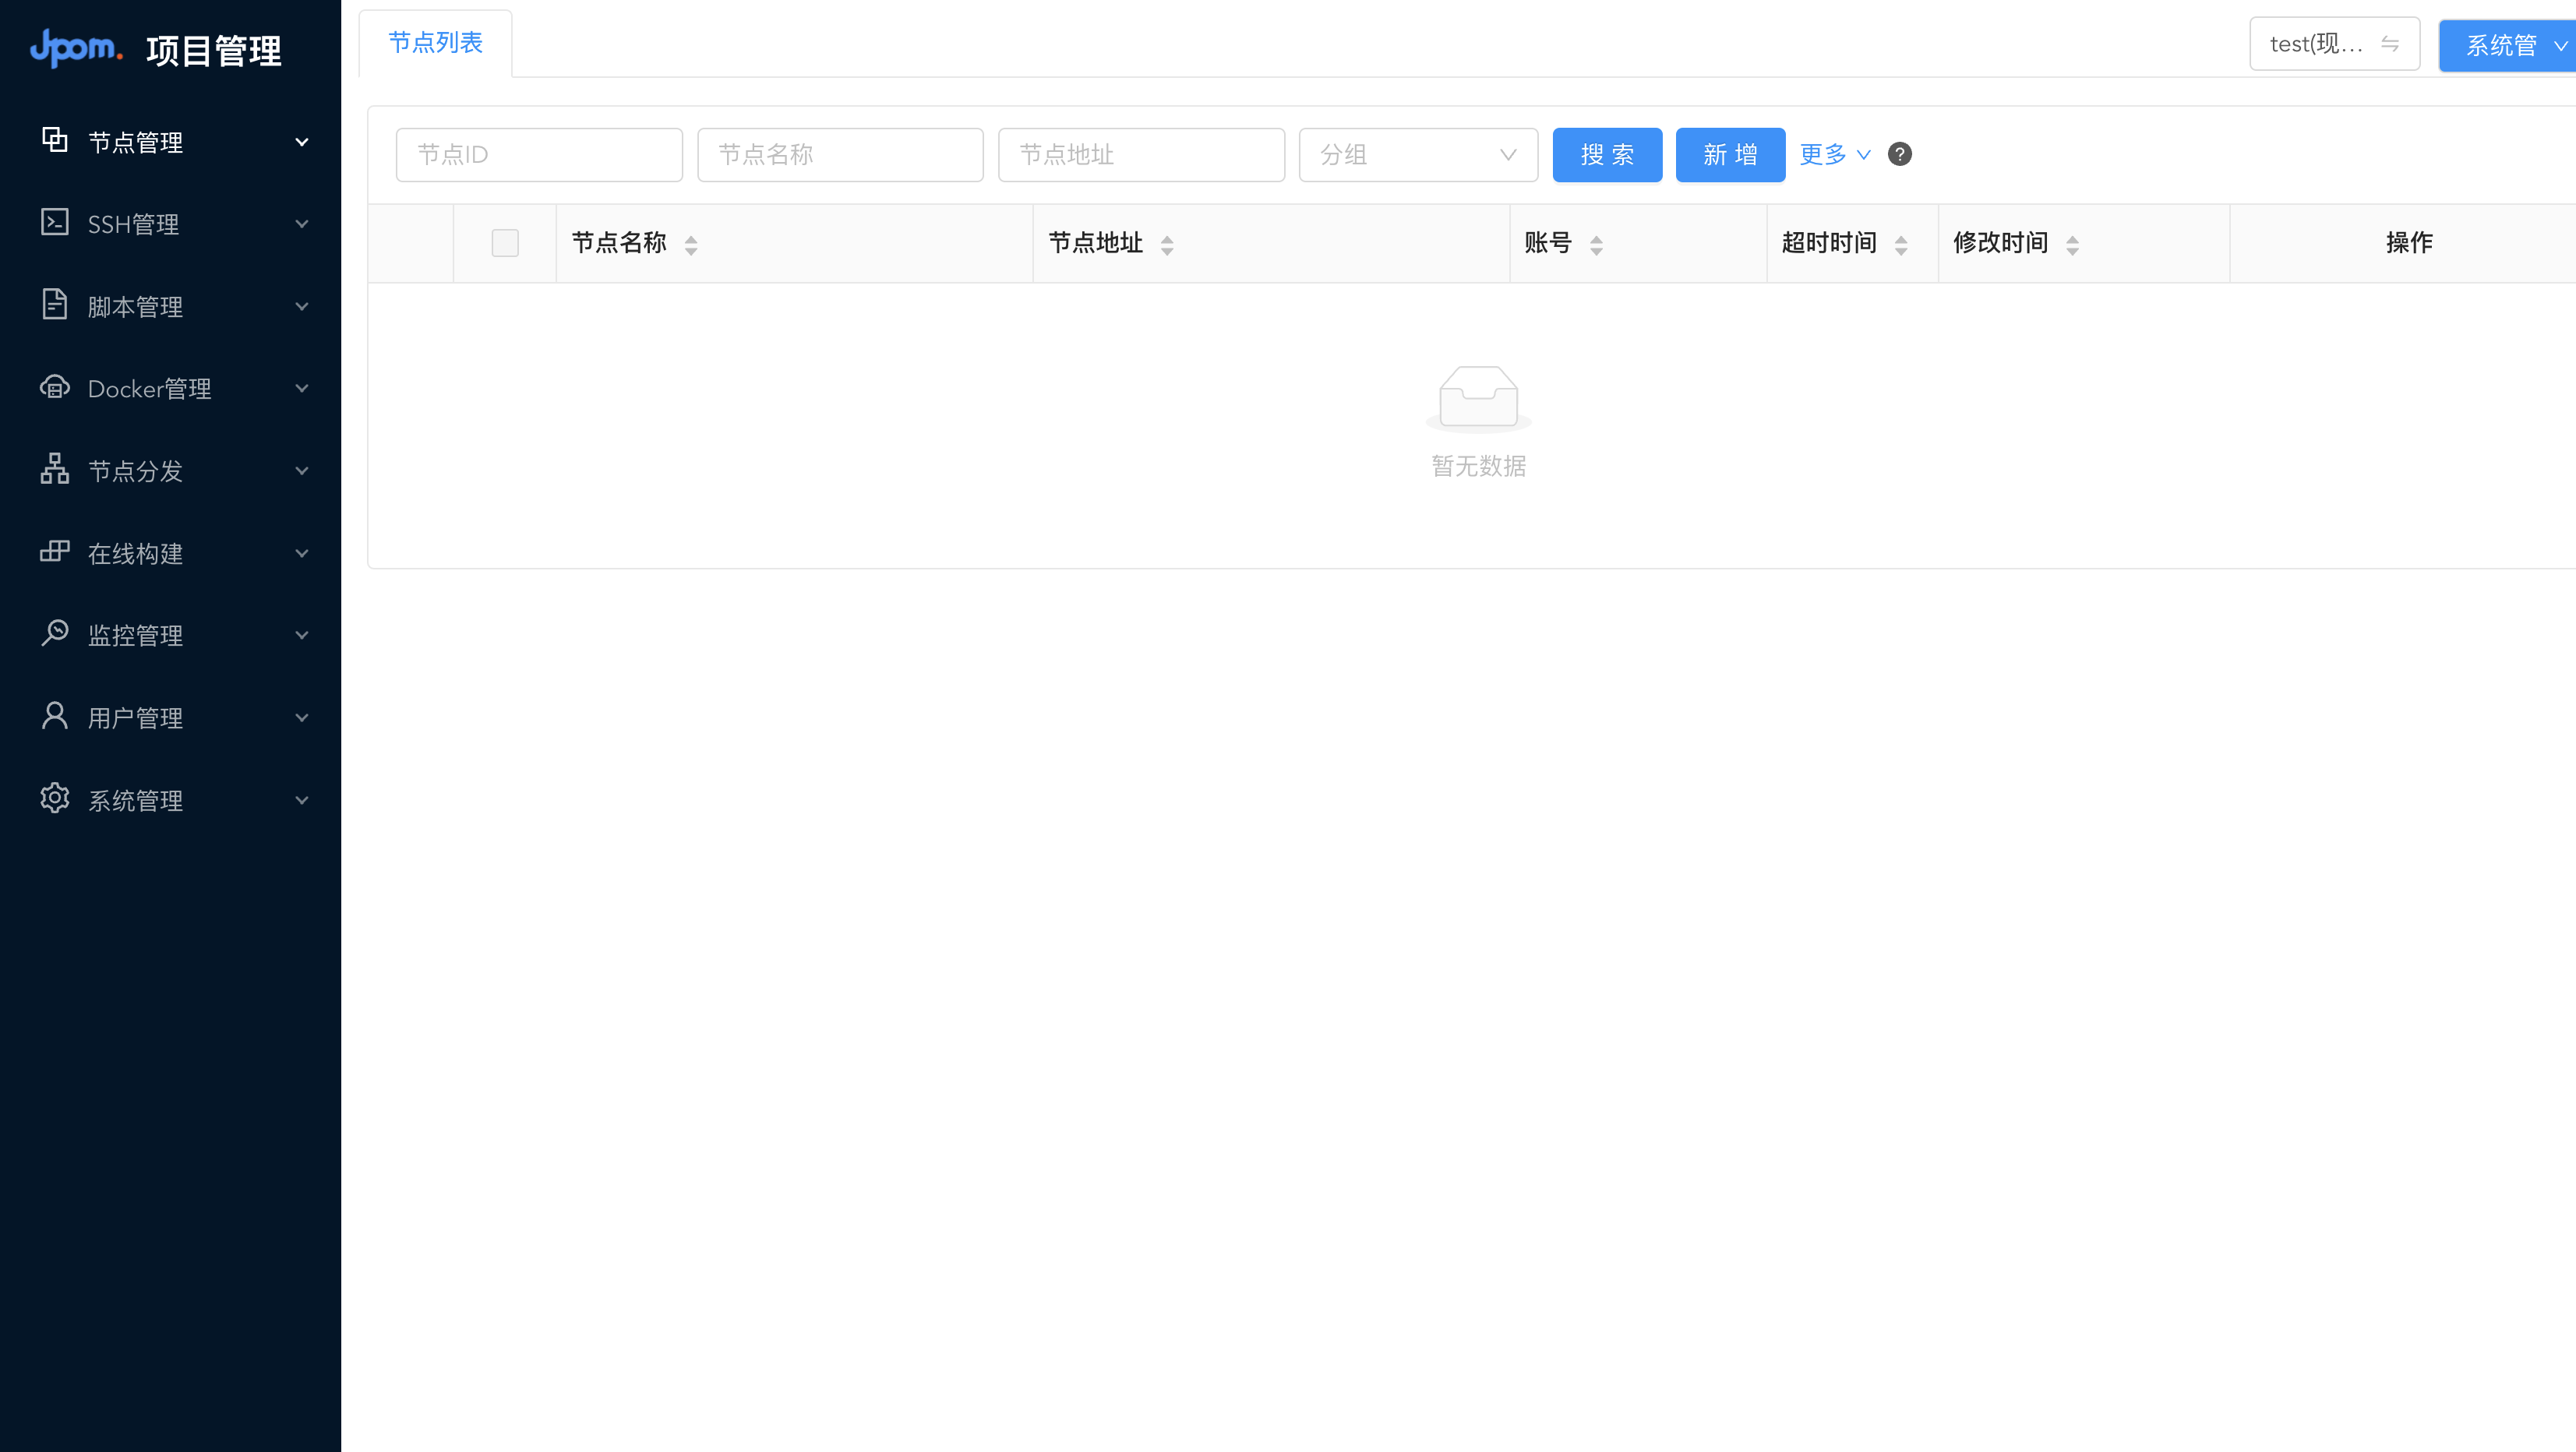 Jpom. 项目管理
节点管理
SSH管理
脚本管理
Docker管理
节点分发
在线构建
监控管理
用户管理
系统管理
节点列表
test(现...
系统管
节点ID
节点名称
节点地址
分组
搜 索
新 增
更多
?
节点名称
节点地址
账号
超时时间
修改时间
操作
暂无数据